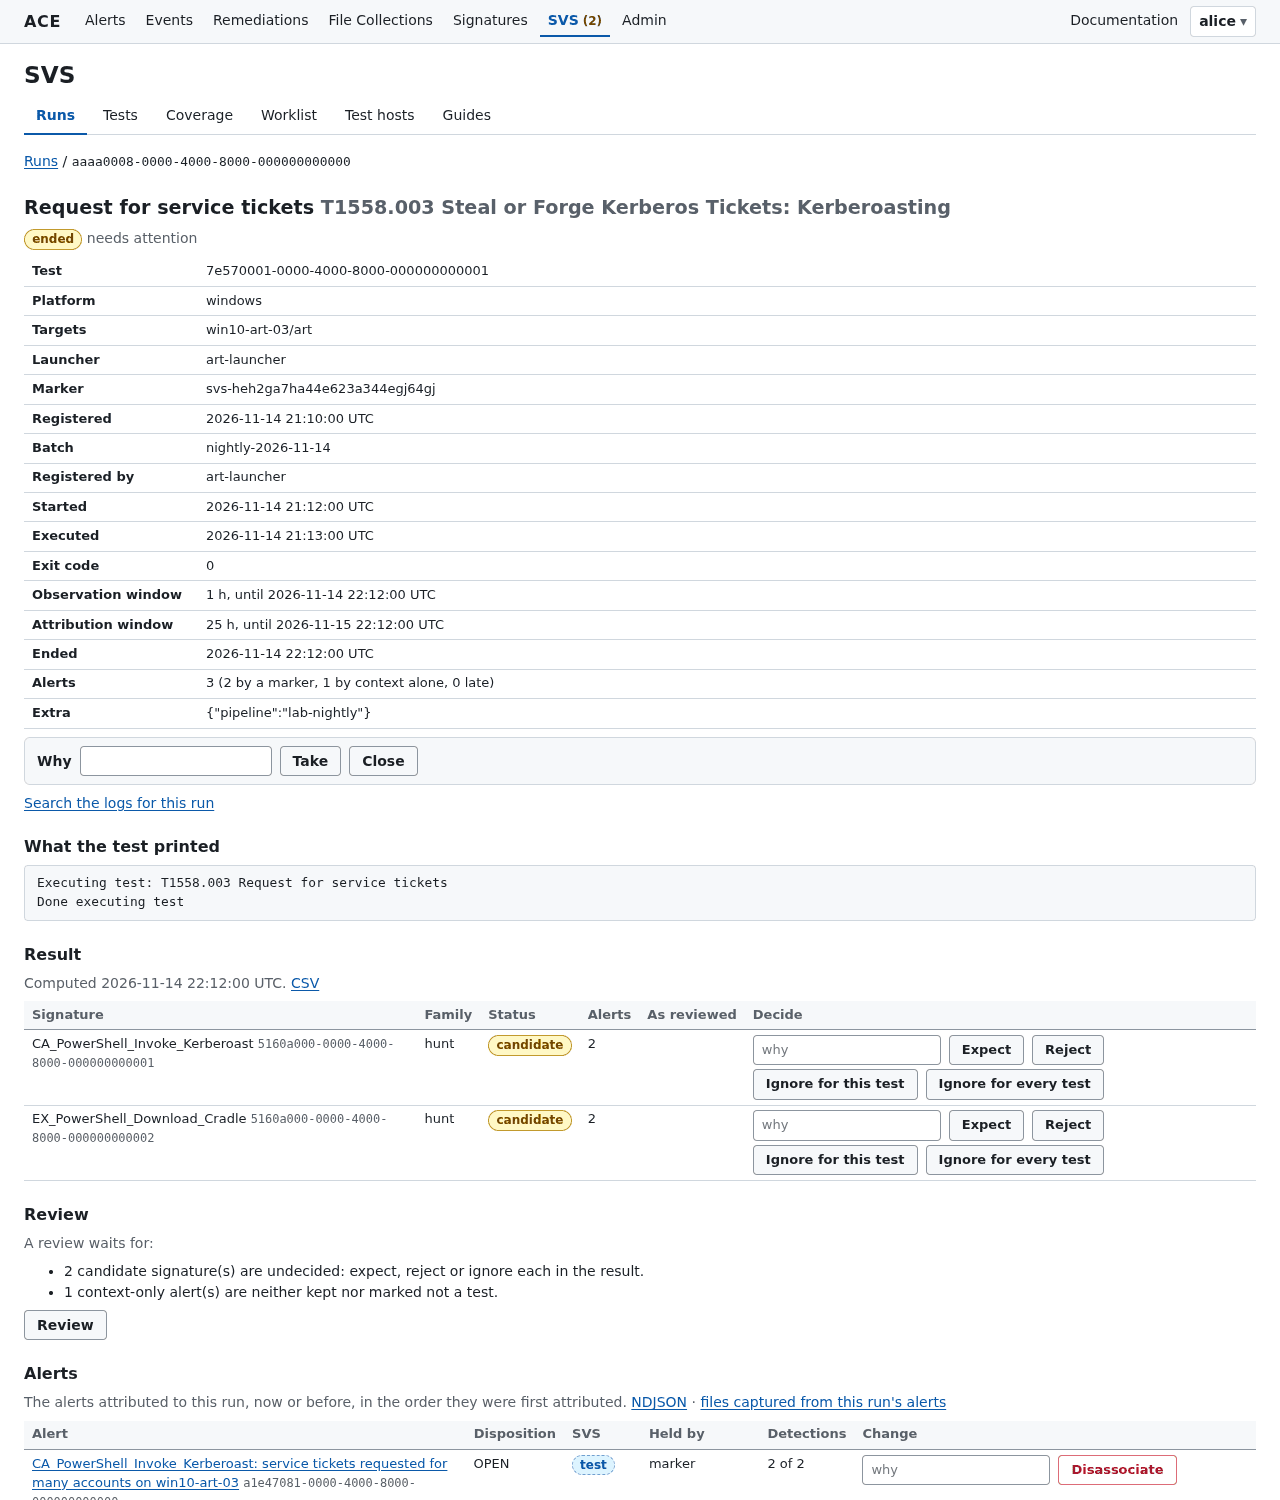 ACE Alerts Events Remediations File Collections Signatures SVS (2) Admin Documentation alice ▾
SVS
Runs Tests Coverage Worklist Test hosts Guides
Runs / aaaa0008-0000-4000-8000-000000000000
Request for service tickets T1558.003 Steal or Forge Kerberos Tickets: Kerberoasting
ended needs attention
Test 7e570001-0000-4000-8000-000000000001
Platform windows
Targets win10-art-03/art
Launcher art-launcher
Marker svs-heh2ga7ha44e623a344egj64gj
Registered 2026-11-14 21:10:00 UTC
Batch nightly-2026-11-14
Registered by art-launcher
Started 2026-11-14 21:12:00 UTC
Executed 2026-11-14 21:13:00 UTC
Exit code 0
Observation window 1 h, until 2026-11-14 22:12:00 UTC
Attribution window 25 h, until 2026-11-15 22:12:00 UTC
Ended 2026-11-14 22:12:00 UTC
Alerts 3 (2 by a marker, 1 by context alone, 0 late)
Extra {"pipeline":"lab-nightly"}
Why Take Close
Search the logs for this run
What the test printed
Executing test: T1558.003 Request for service tickets
Done executing test
Result
Computed 2026-11-14 22:12:00 UTC. CSV
Signature Family Status Alerts As reviewed Decide
CA_PowerShell_Invoke_Kerberoast 5160a000-0000-4000- hunt candidate 2 why Expect Reject
8000-000000000001
Ignore for this test Ignore for every test
EX_PowerShell_Download_Cradle 5160a000-0000-4000- hunt candidate 2 why Expect Reject
8000-000000000002
Ignore for this test Ignore for every test
Review
A review waits for:
• 2 candidate signature(s) are undecided: expect, reject or ignore each in the result.
• 1 context-only alert(s) are neither kept nor marked not a test.
Review
Alerts
The alerts attributed to this run, now or before, in the order they were first attributed. NDJSON · files captured from this run's alerts
Alert Disposition SVS Held by Detections Change
CA_PowerShell_Invoke_Kerberoast: service tickets requested for OPEN test marker 2 of 2 why Disassociate
many accounts on win10-art-03 a1e47081-0000-4000-8000-